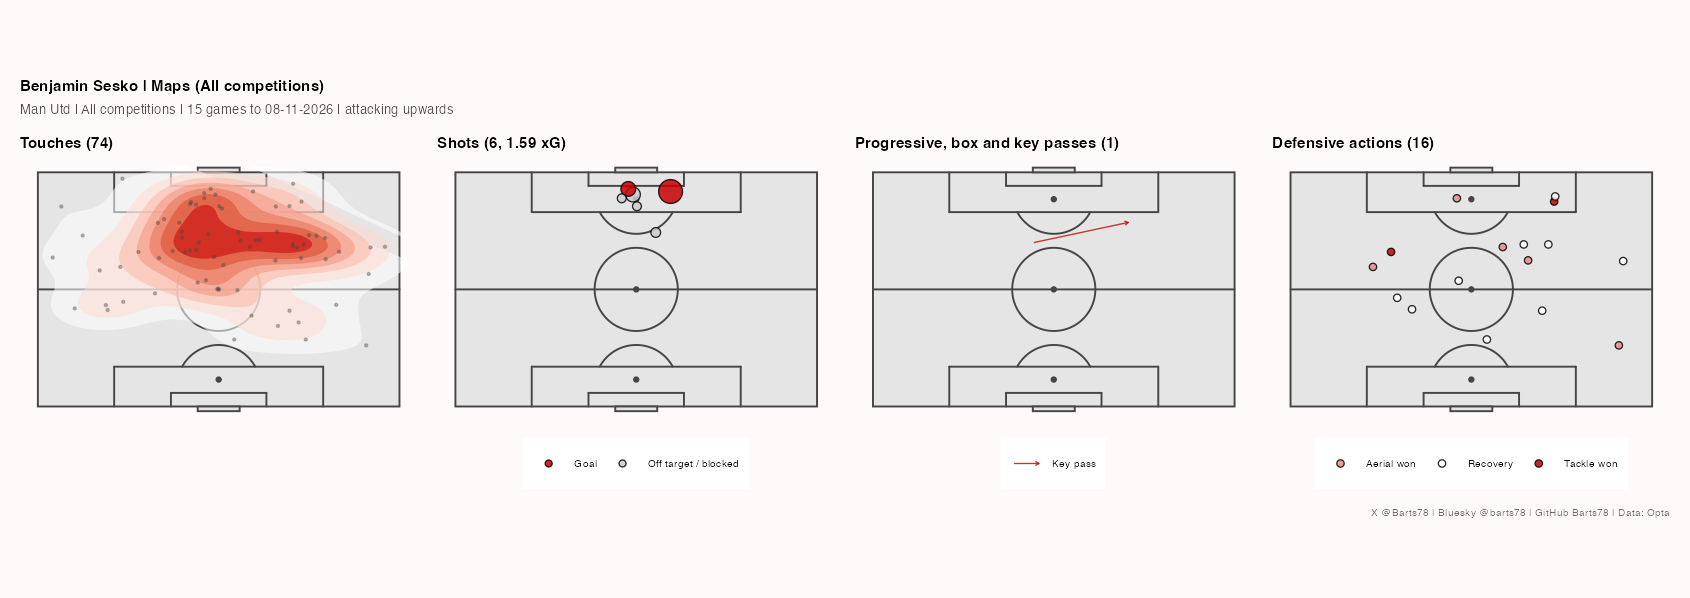 Benjamin Sesko | Maps (All competitions)
Man Utd | All competitions | 15 games to 08-11-2026 | attacking upwards
Touches (74)
Shots (6, 1.59 xG)
Progressive, box and key passes (1)
Defensive actions (16)
Goal
Off target / blocked
Key pass
Aerial won
Recovery
Tackle won
X @Barts78 | Bluesky @barts78 | GitHub Barts78 | Data: Opta